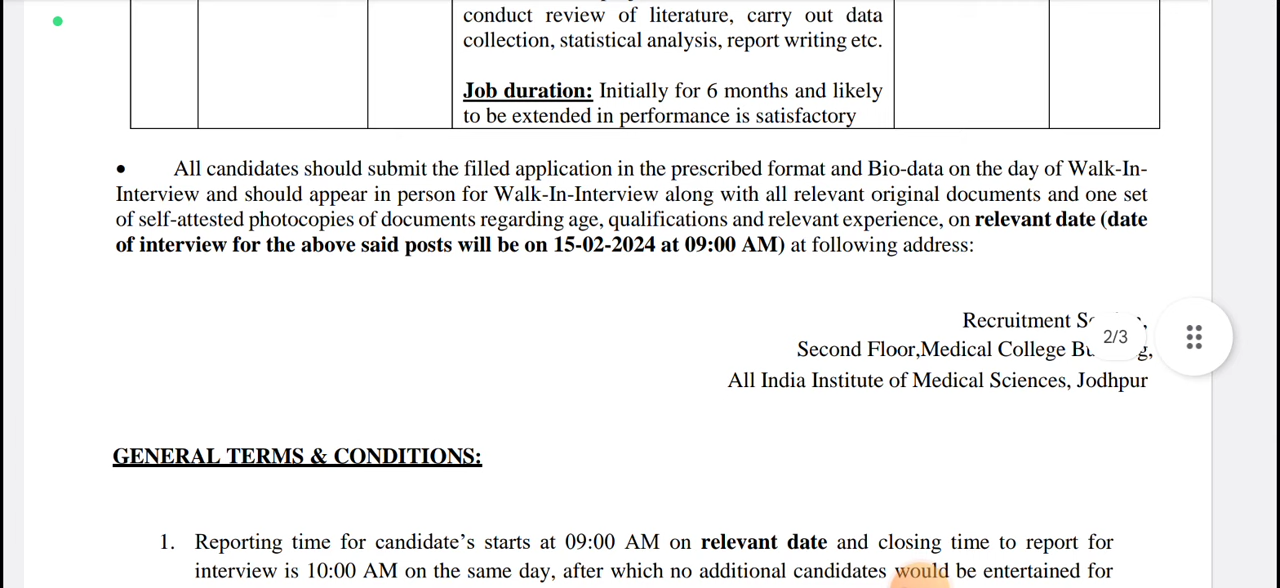 conduct review of literature, carry out data
collection, statistical analysis, report writing etc.
Job duration: Initially for 6 months and likely
to be extended in performance is satisfactory
• All candidates should submit the filled application in the prescribed format and Bio-data on the day of Walk-In-
Interview and should appear in person for Walk-In-Interview along with all relevant original documents and one set
of self-attested photocopies of documents regarding age, qualifications and relevant experience, on relevant date (date
of interview for the above said posts will be on 15-02-2024 at 09:00 AM) at following address:
Recruitment
2/3
Second Floor,Medical College
All India Institute of Medical Sciences, Jodhpur
GENERAL TERMS & CONDITIONS:
1. Reporting time for candidate’s starts at 09:00 AM on relevant date and closing time to report for
interview is 10:00 AM on the same day, after which no additional candidates would be entertained for